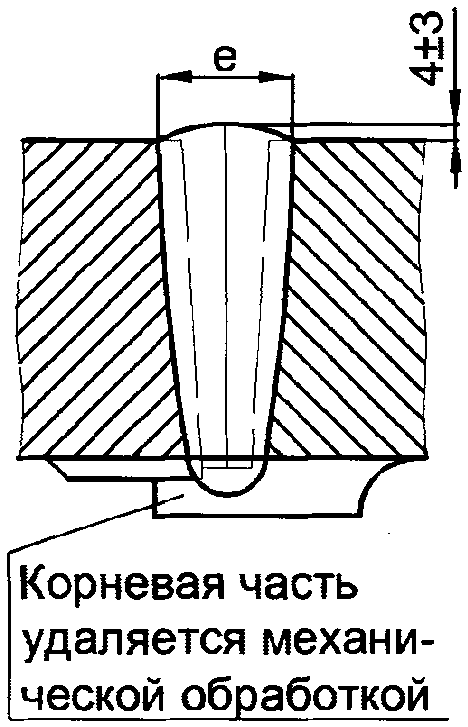 e
4±3
Корневая часть
удаляется механи-
ческой обработкой